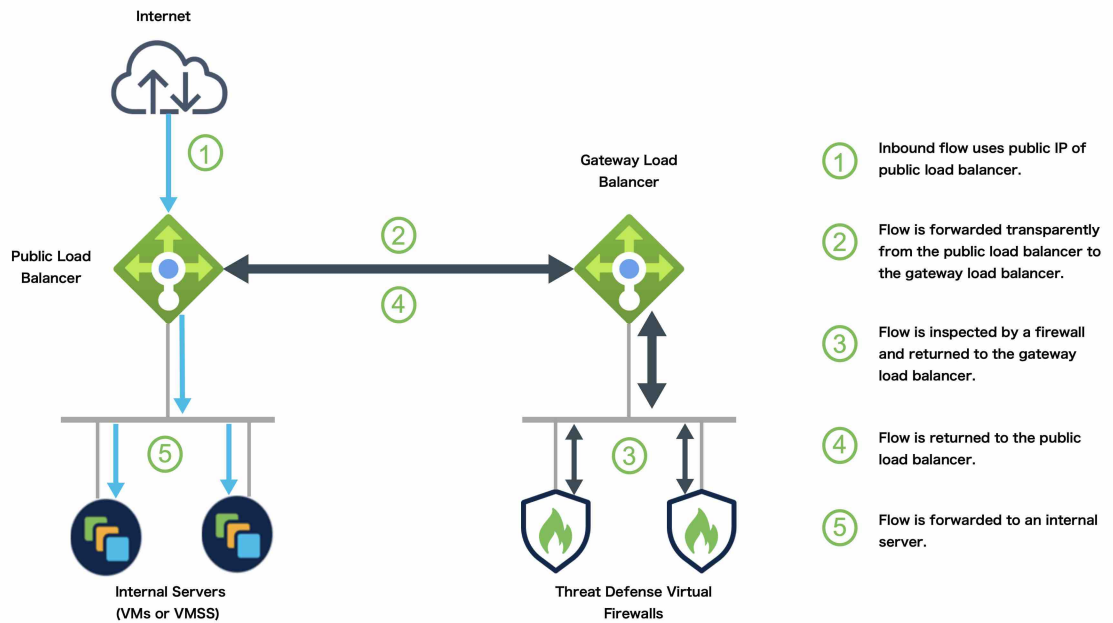 Internet
1
Public Load
Balancer
2
4
Gateway Load
Balancer
5
3
Internal Servers
(VMs or VMSS)
Threat Defense Virtual
Firewalls
1
Inbound flow uses public IP of
public load balancer.
2
Flow is forwarded transparently
from the public load balancer to
the gateway load balancer.
3
Flow is inspected by a firewall
and returned to the gateway
load balancer.
4
Flow is returned to the public
load balancer.
5
Flow is forwarded to an internal
server.